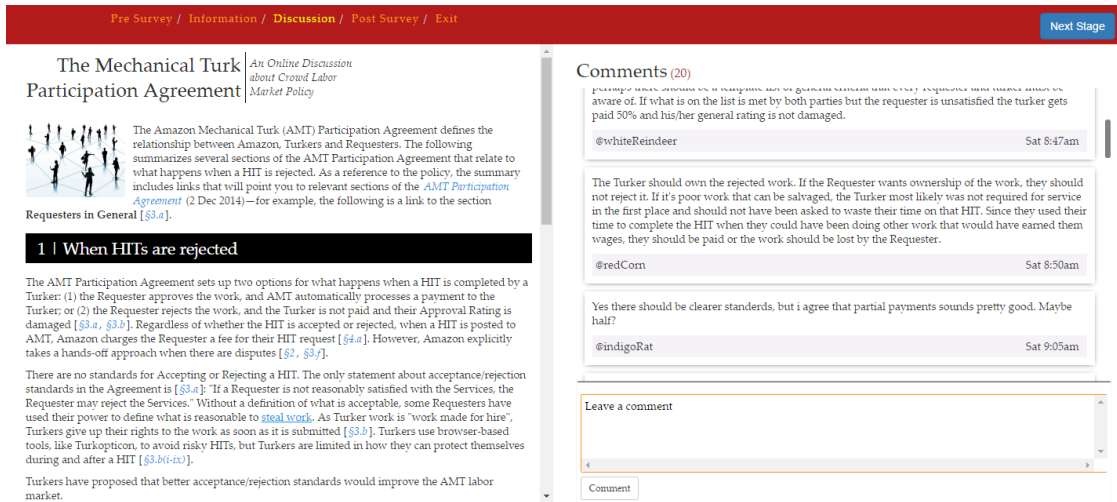 Pre Survey / Information / Discussion / Post Survey / Exit
Next Stage
The Mechanical Turk
Participation Agreement
An Online Discussion
about Crowd Labor
Market Policy
The Amazon Mechanical Turk (AMT) Participation Agreement defines the
relationship between Amazon, Turkers and Requesters. The following
summarizes several sections of the AMT Participation Agreement that relate to
what happens when a HIT is rejected. As a reference to the policy, the summary
includes links that will point you to relevant sections of the AMT Participation
Agreement (2 Dec 2014)—for example, the following is a link to the section
Requesters in General [§3.a].
1 | When HITs are rejected
The AMT Participation Agreement sets up two options for what happens when a HIT is completed by a
Turker: (1) the Requester approves the work, and AMT automatically processes a payment to the
Turker; or (2) the Requester rejects the work, and the Turker is not paid and their Approval Rating is
damaged [§3.a, §3.b]. Regardless of whether the HIT is accepted or rejected, when a HIT is posted to
AMT, Amazon charges the Requester a fee for their HIT request [§4.a]. However, Amazon explicitly
takes a hands-off approach when there are disputes [§2, §3.f].
There are no standards for Accepting or Rejecting a HIT. The only statement about acceptance/rejection
standards in the Agreement is [§3.a]: "If a Requester is not reasonably satisfied with the Services, the
Requester may reject the Services." Without a definition of what is acceptable, some Requesters have
used their power to define what is reasonable to steal work. As Turker work is "work made for hire",
Turkers give up their rights to the work as soon as it is submitted [§3.b]. Turkers use browser-based
tools, like Turkopticon, to avoid risky HITs, but Turkers are limited in how they can protect themselves
during and after a HIT [§3.b(i-ix)].
Turkers have proposed that better acceptance/rejection standards would improve the AMT labor
market.
Comments (20)
perhaps there should be a template list of general criteria that every requester and turker must be
aware of. If what is on the list is met by both parties but the requester is unsatisfied the turker gets
paid 50% and his/her general rating is not damaged.
@whiteReindeer Sat 8:47am
The Turker should own the rejected work. If the Requester wants ownership of the work, they should
not reject it. If it's poor work that can be salvaged, the Turker most likely was not required for service
in the first place and should not have been asked to waste their time on that HIT. Since they used their
time to complete the HIT when they could have been doing other work that would have earned them
wages, they should be paid or the work should be lost by the Requester.
@redCorn Sat 8:50am
Yes there should be clearer standerds, but i agree that partial payments sounds pretty good. Maybe
half?
@indigoRat Sat 9:05am
Leave a comment
Comment